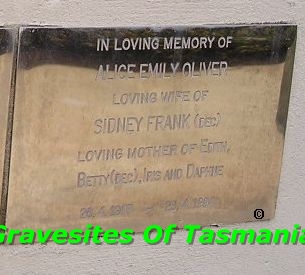 IN LOVING MEMORY OF
ALICE EMILY OLIVER
LOVING WIFE OF
SIDNEY FRANK (DEC)
LOVING MOTHER OF EDITH,
BETTY (DEC), IRIS AND DAPHNE
Gravesites Of Tasmania
©